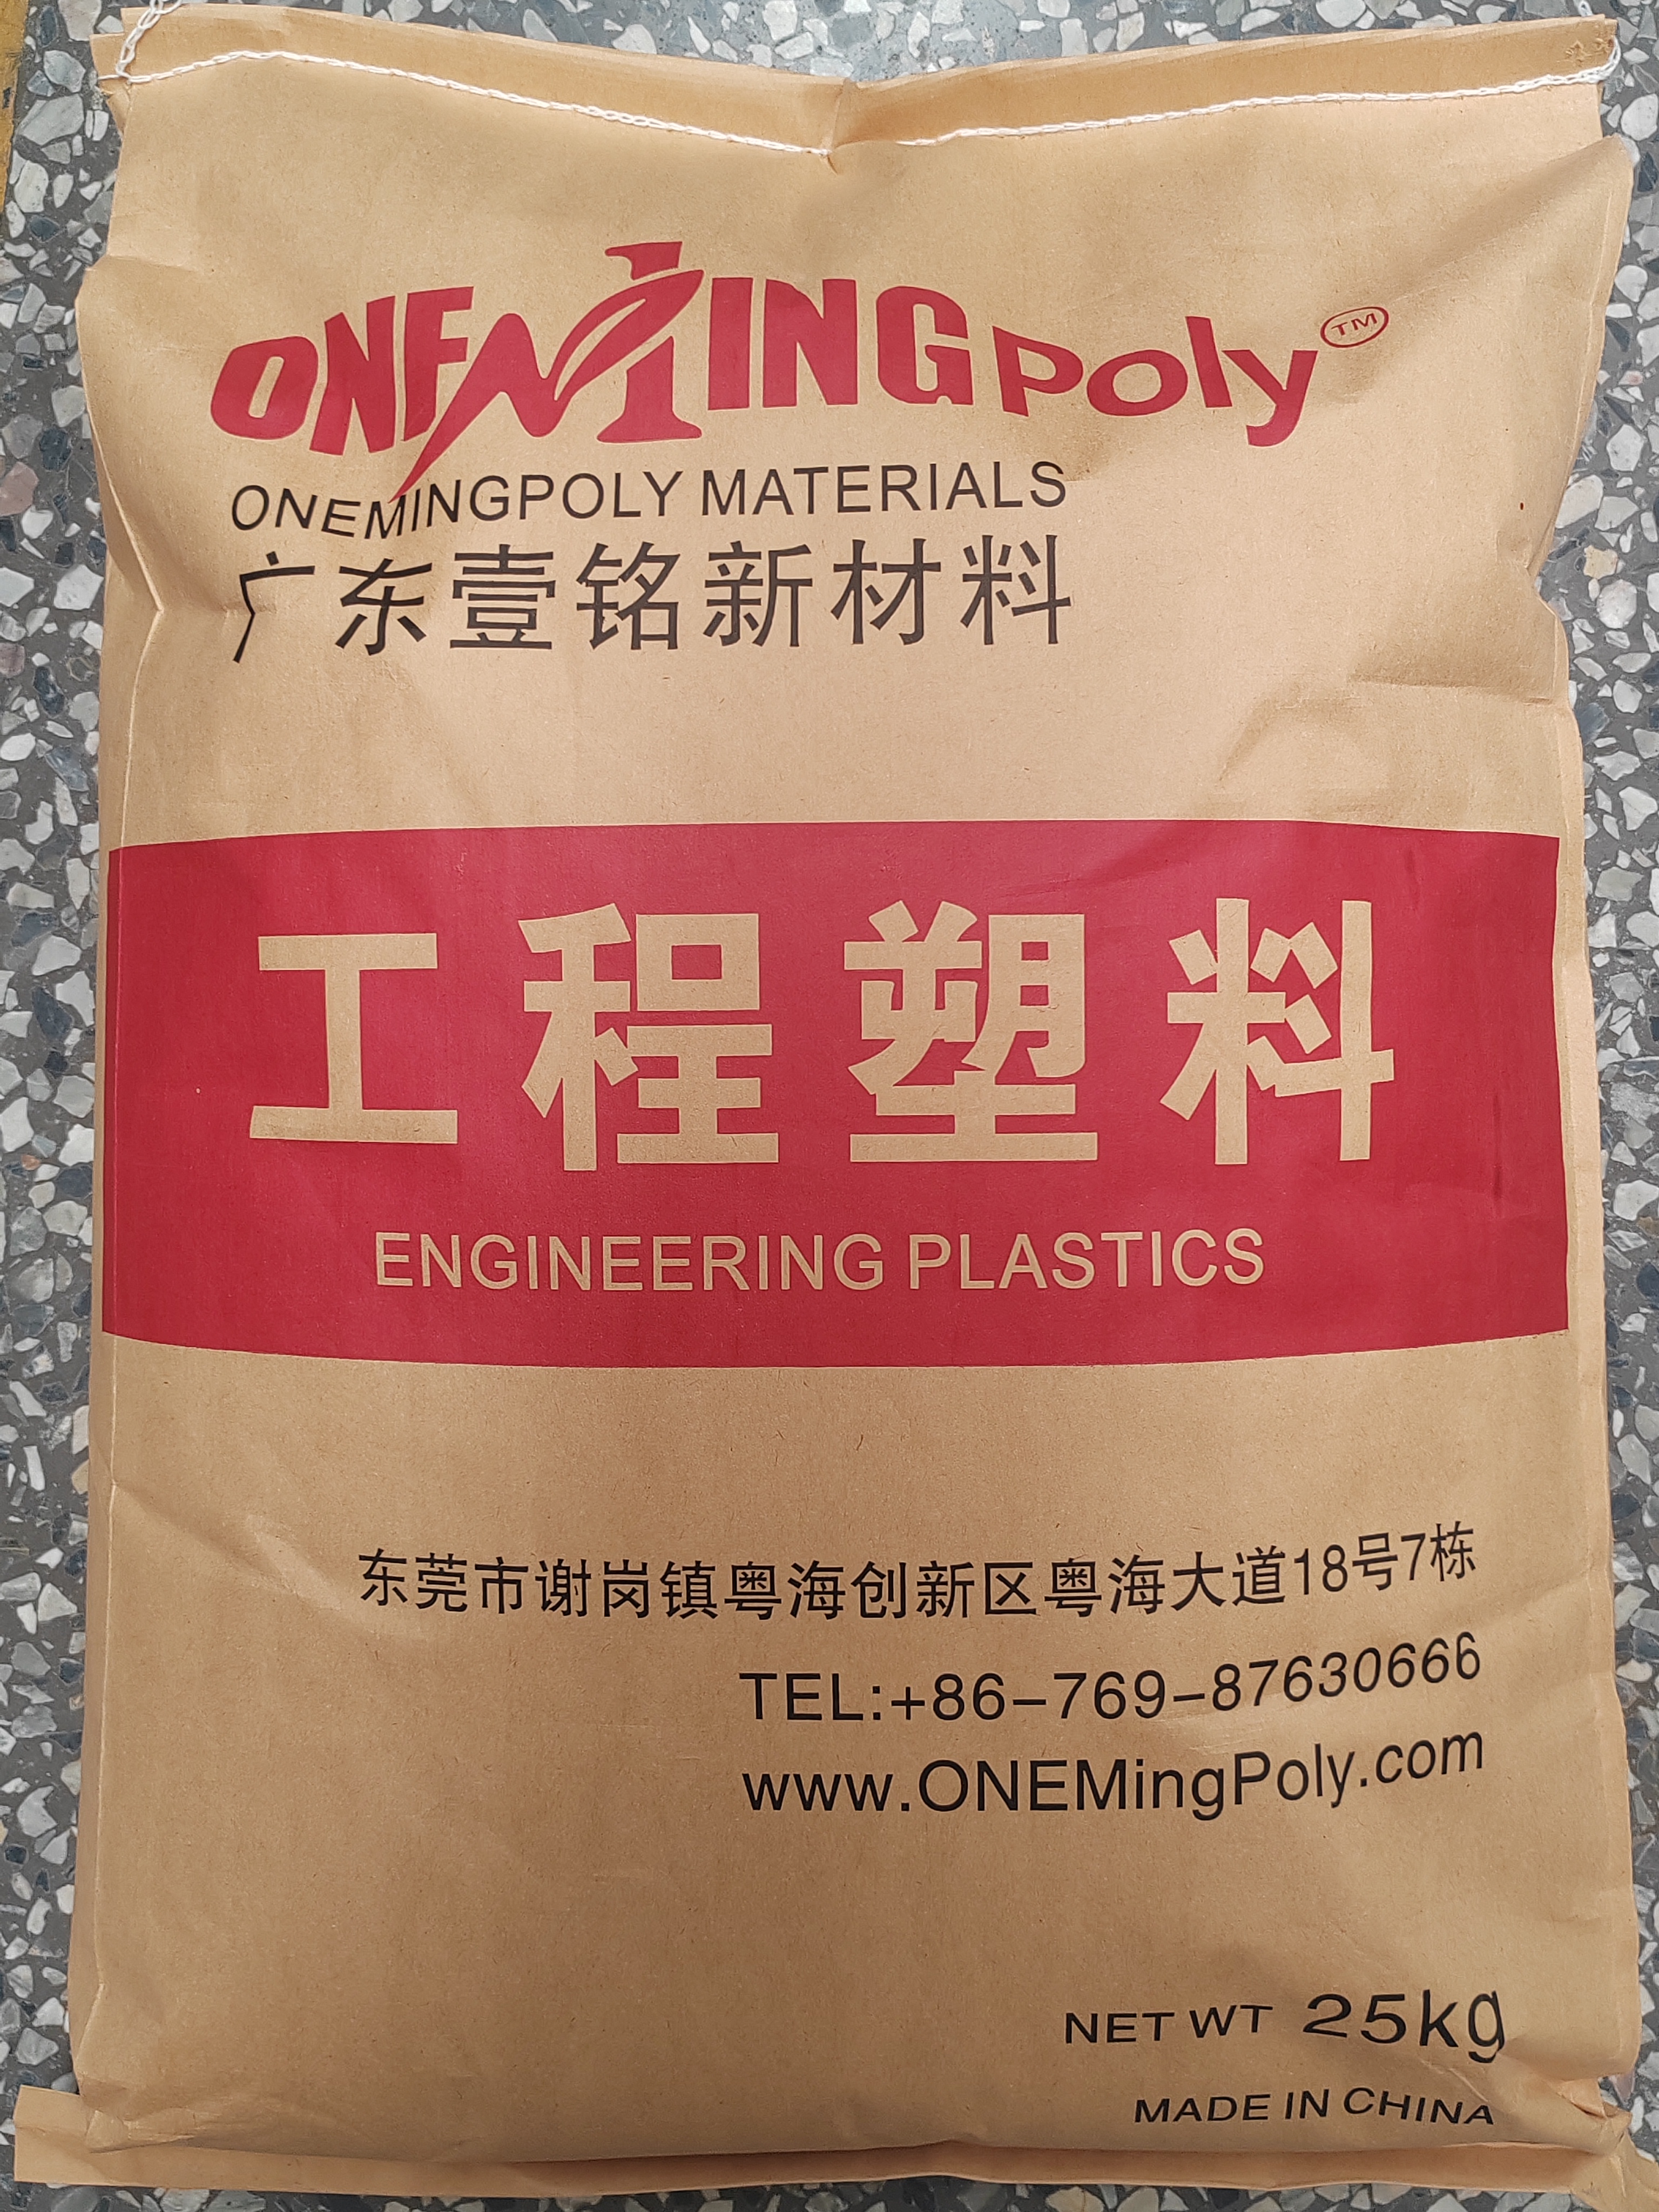 ONEMINGpoly TM
ONEMINGPOLY MATERIALS
广东壹铭新材料
工程塑料
ENGINEERING PLASTICS
东莞市谢岗镇粤海创新区粤海大道18号7栋
TEL:+86-769-87630666
www.ONEMingPoly.com
NET WT 25kg
MADE IN CHINA